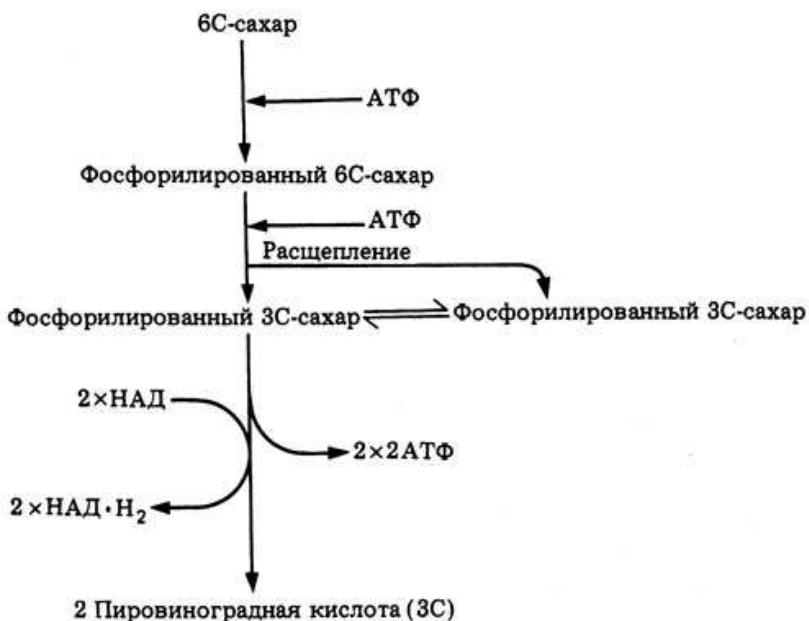 6С-сахар
АТФ
Фосфорилированный 6С-сахар
АТФ
Расщепление
Фосфорилированный 3С-сахар
Фосфорилированный 3С-сахар
2×НАД
2×2АТФ
2×НАД·H₂
2 Пировиноградная кислота (3С)